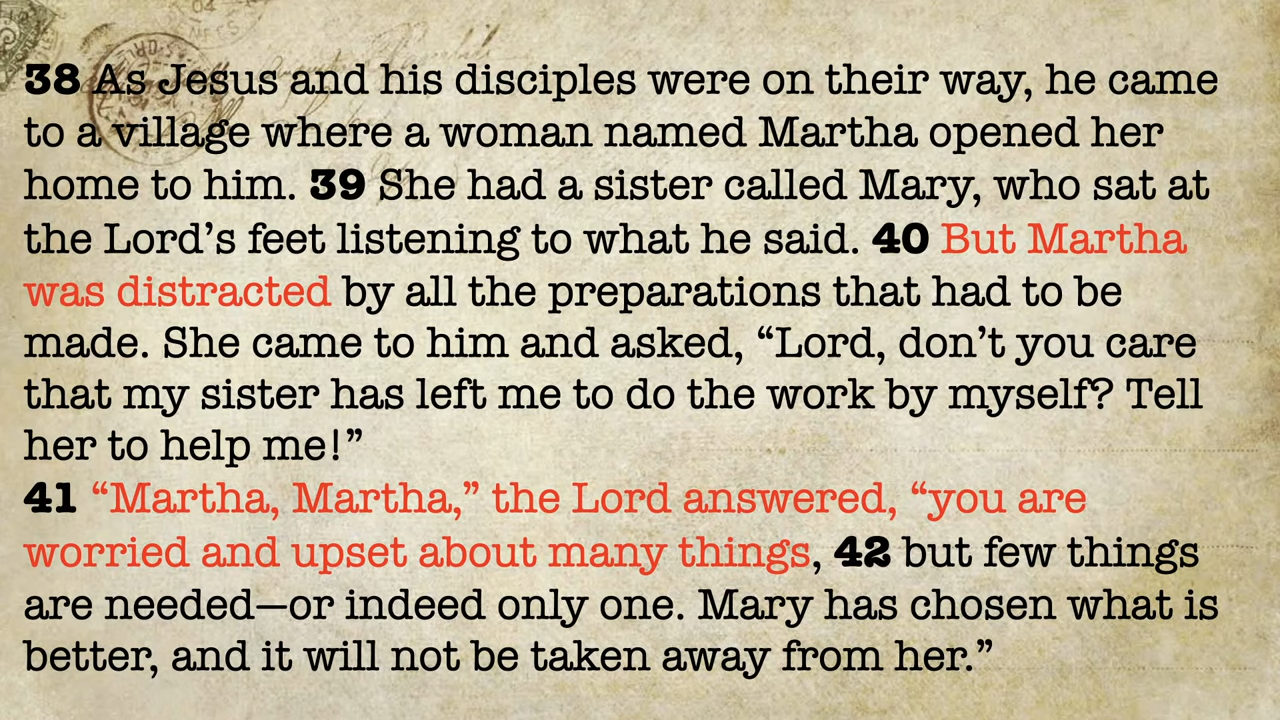 38 As Jesus and his disciples were on their way, he came
to a village where a woman named Martha opened her
home to him. 39 She had a sister called Mary, who sat at
the Lord’s feet listening to what he said. 40 But Martha
was distracted by all the preparations that had to be
made. She came to him and asked, “Lord, don’t you care
that my sister has left me to do the work by myself? Tell
her to help me!”
41 “Martha, Martha,” the Lord answered, “you are
worried and upset about many things, 42 but few things
are needed—or indeed only one. Mary has chosen what is
better, and it will not be taken away from her.”